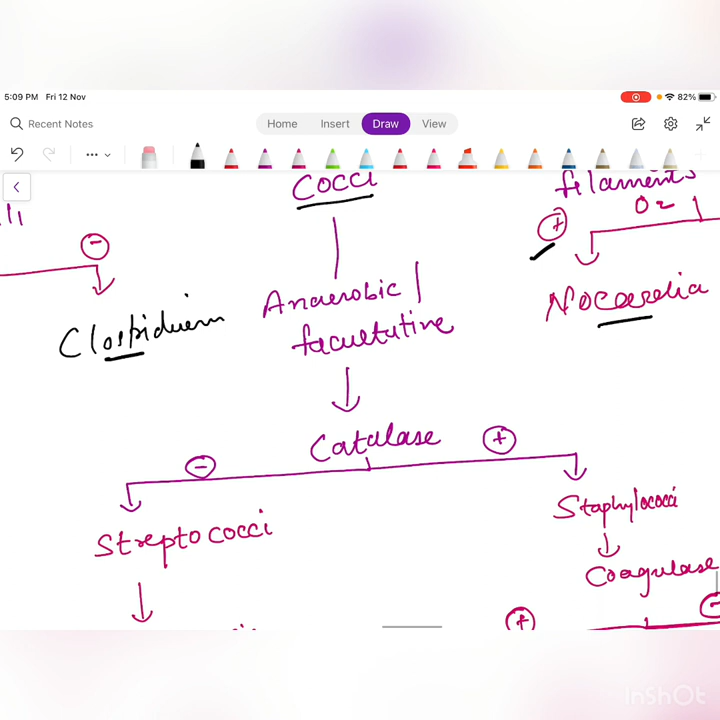 5:09 PM Fri 12 Nov
82%
Recent Notes
Home Insert Draw View
Cocci
filaments
O2
+
−
Nocardia
Anaerobic /
facultative
Clostridium
Catalase
−
+
Streptococci
Staphylococci
Coagulase
−
+
InShOt